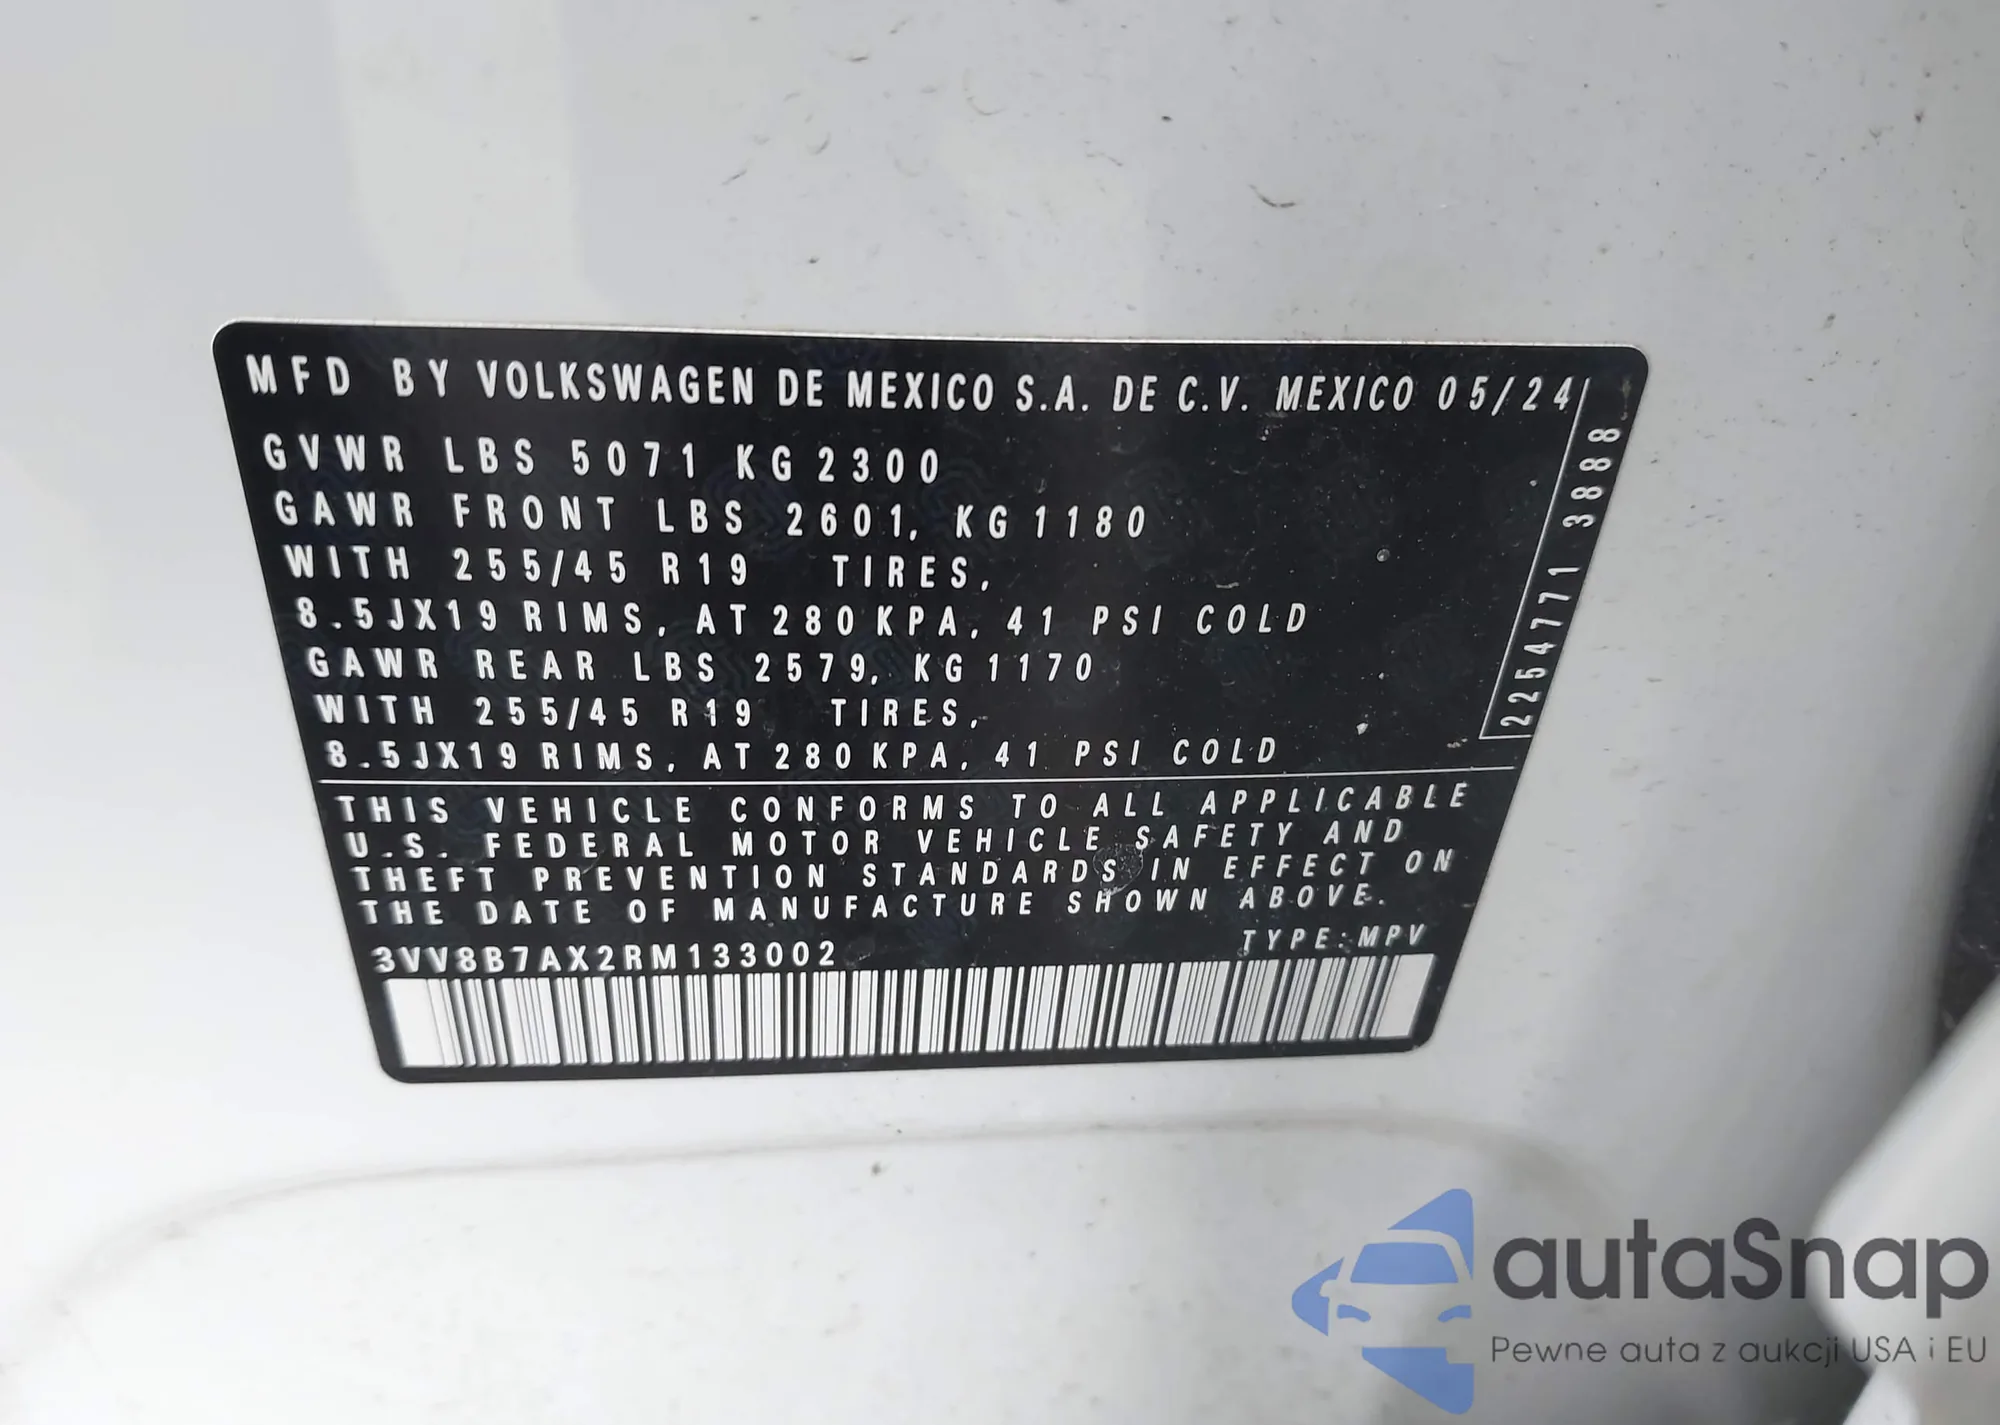 MFD BY VOLKSWAGEN DE MEXICO S.A. DE C.V. MEXICO 05/24
GVWR LBS 5071 KG 2300
GAWR FRONT LBS 2601, KG 1180
WITH 255/45 R19 TIRES,
8.5JX19 RIMS, AT 280 KPA, 41 PSI COLD
GAWR REAR LBS 2579, KG 1170
WITH 255/45 R19 TIRES,
8.5JX19 RIMS, AT 280 KPA, 41 PSI COLD
2254771 3888
THIS VEHICLE CONFORMS TO ALL APPLICABLE
U.S. FEDERAL MOTOR VEHICLE SAFETY AND
THEFT PREVENTION STANDARDS IN EFFECT ON
THE DATE OF MANUFACTURE SHOWN ABOVE.
3VV8B7AX2RM133002 TYPE: MPV
autaSnap
Pewne auta z aukcji USA i EU